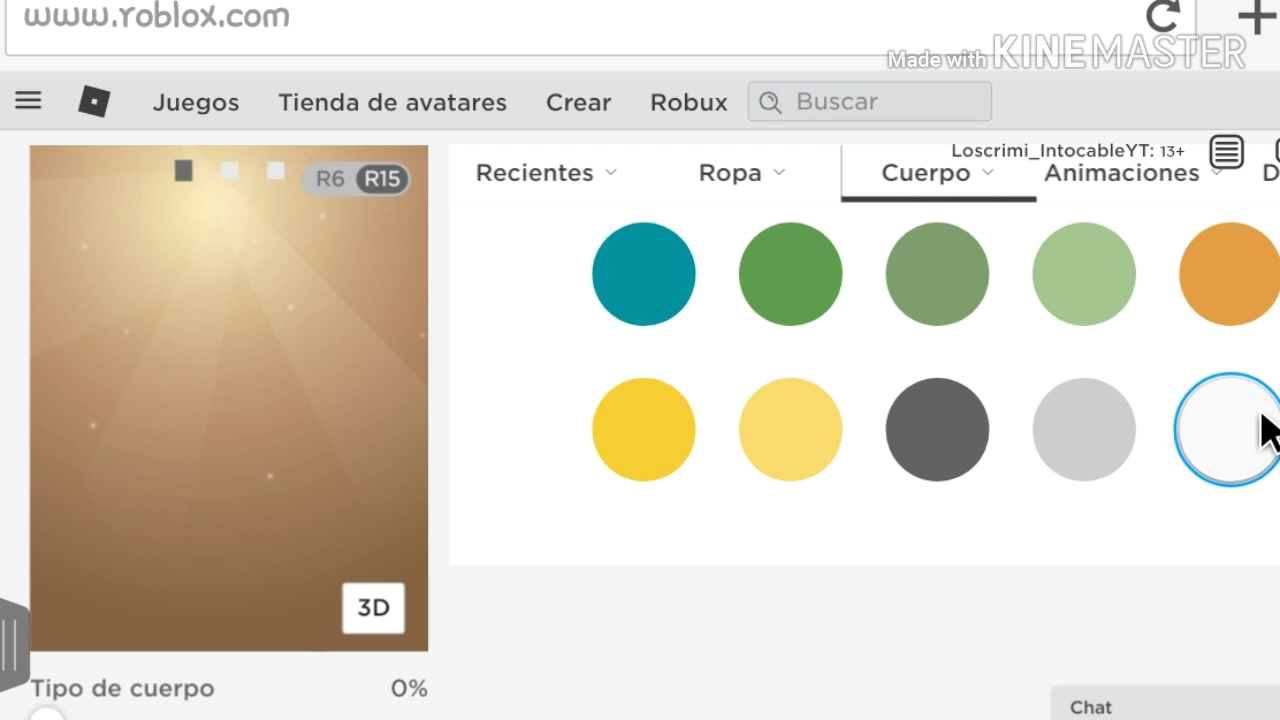 www.roblox.com
Made with KINEMASTER
Juegos Tienda de avatares Crear Robux Buscar
Loscrimi_IntocableYT: 13+
R6 R15
Recientes Ropa Cuerpo Animaciones D
3D
Tipo de cuerpo 0%
Chat